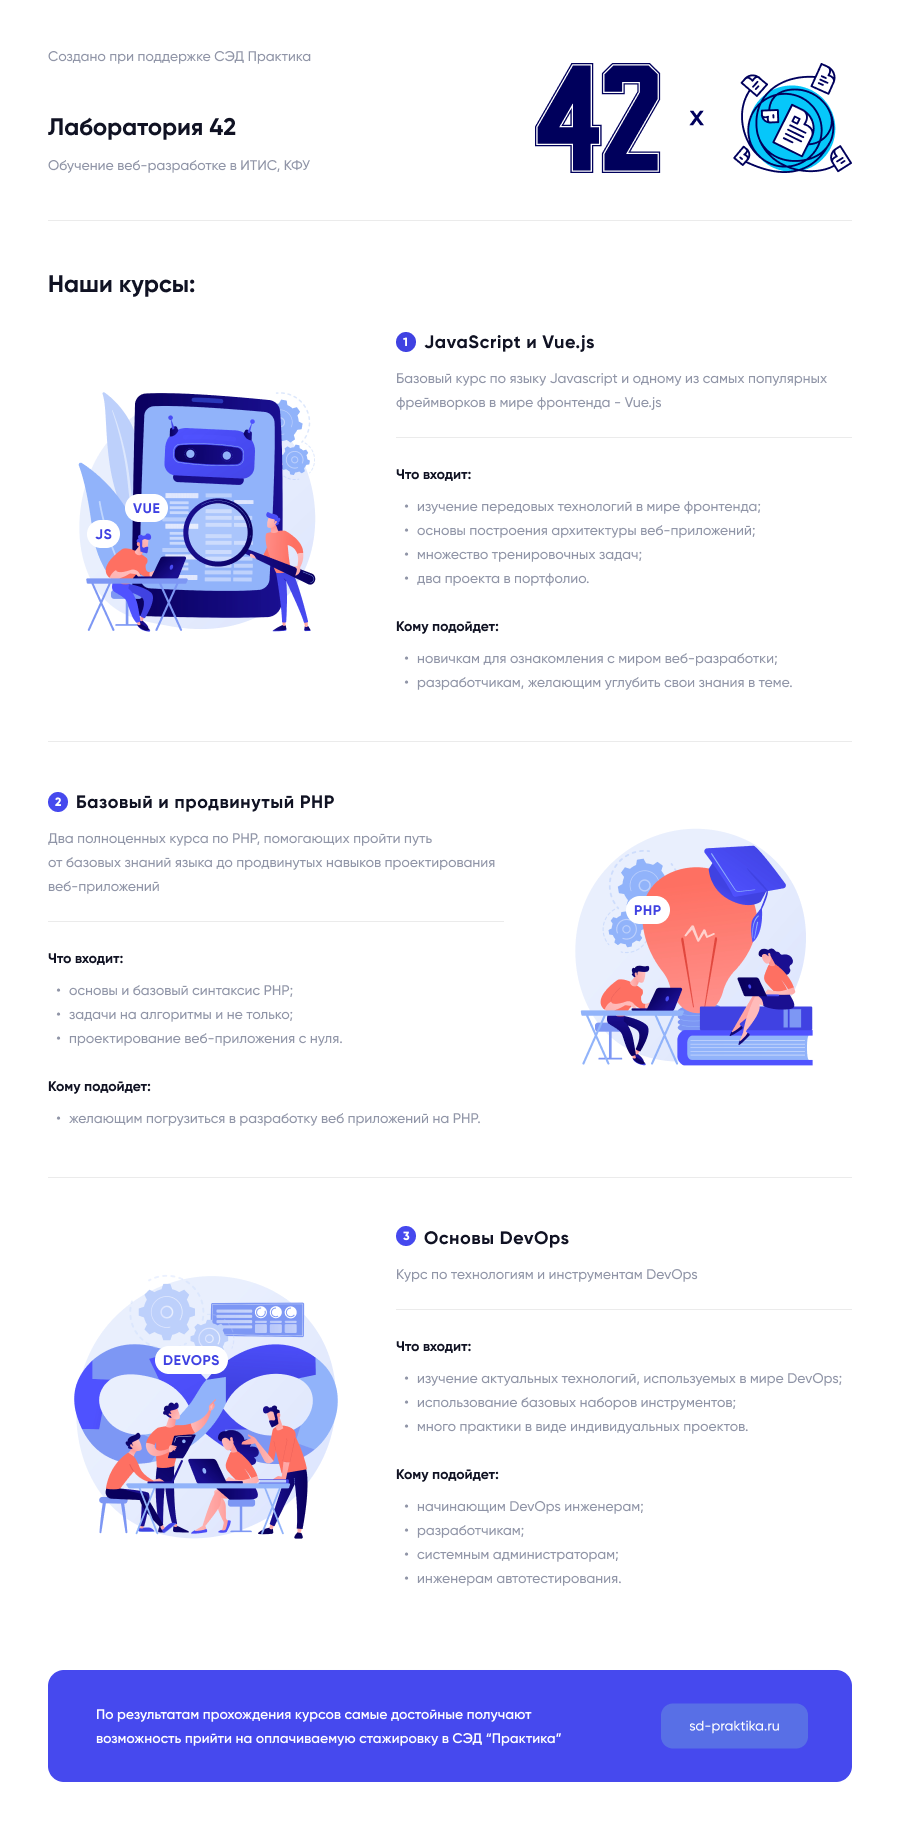 Создано при поддержке СЭД Практика
Лаборатория 42
Обучение веб-разработке в ИТИС, КФУ
42 x
Наши курсы:
1 JavaScript и Vue.js
Базовый курс по языку Javascript и одному из самых популярных
фреймворков в мире фронтенда - Vue.js
VUE
JS
Что входит:
• изучение передовых технологий в мире фронтенда;
• основы построения архитектуры веб-приложений;
• множество тренировочных задач;
• два проекта в портфолио.
Кому подойдет:
• новичкам для ознакомления с миром веб-разработки;
• разработчикам, желающим углубить свои знания в теме.
2 Базовый и продвинутый PHP
Два полноценных курса по PHP, помогающих пройти путь
от базовых знаний языка до продвинутых навыков проектирования
веб-приложений
PHP
Что входит:
• основы и базовый синтаксис PHP;
• задачи на алгоритмы и не только;
• проектирование веб-приложения с нуля.
Кому подойдет:
• желающим погрузиться в разработку веб приложений на PHP.
3 Основы DevOps
Курс по технологиям и инструментам DevOps
DEVOPS
Что входит:
• изучение актуальных технологий, используемых в мире DevOps;
• использование базовых наборов инструментов;
• много практики в виде индивидуальных проектов.
Кому подойдет:
• начинающим DevOps инженерам;
• разработчикам;
• системным администраторам;
• инженерам автотестирования.
По результатам прохождения курсов самые достойные получают
возможность прийти на оплачиваемую стажировку в СЭД “Практика”
sd-praktika.ru